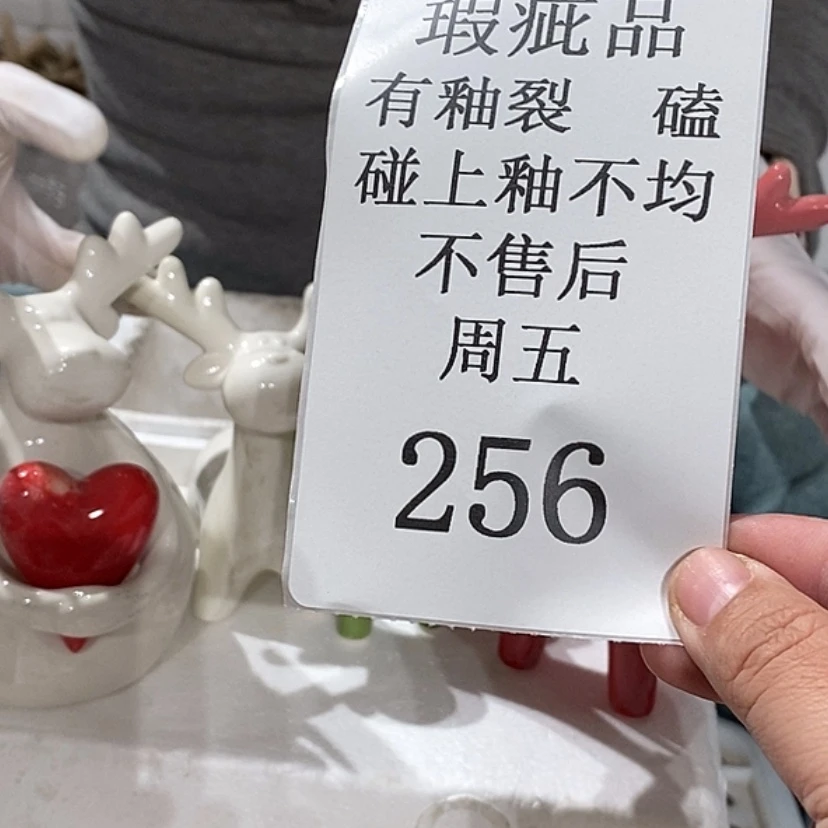 瑕疵品
有釉裂 磕
碰上釉不均
不售后
周五
256